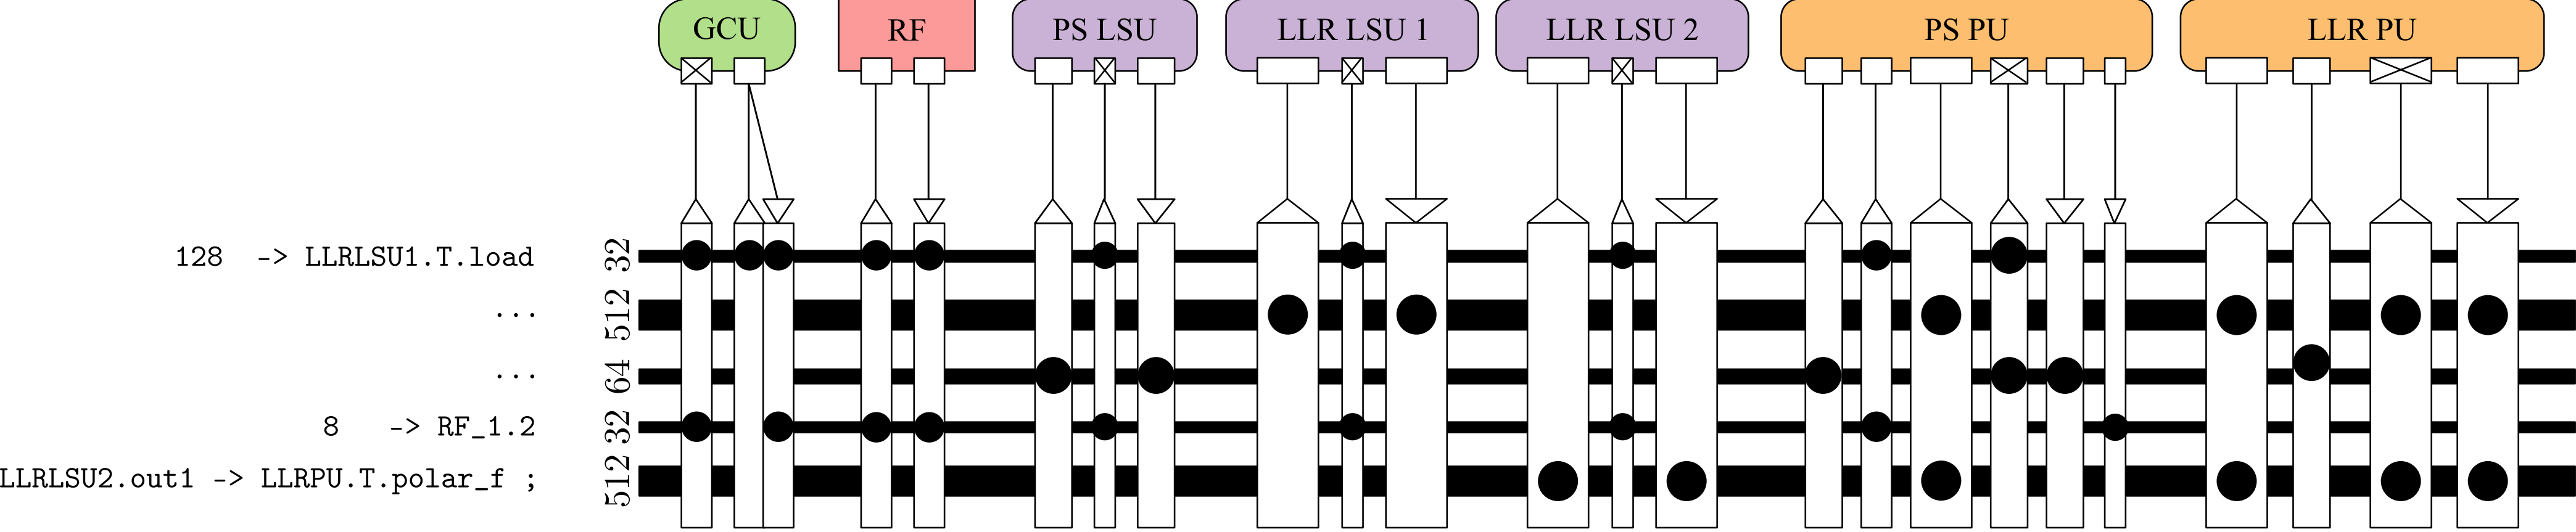 GCU RF PS LSU LLR LSU 1 LLR LSU 2 PS PU LLR PU
128 -> LLRLSU1.T.load 32
... 512
... 64
8 -> RF_1.2 32
LLRLSU2.out1 -> LLRPU.T.polar_f ; 512